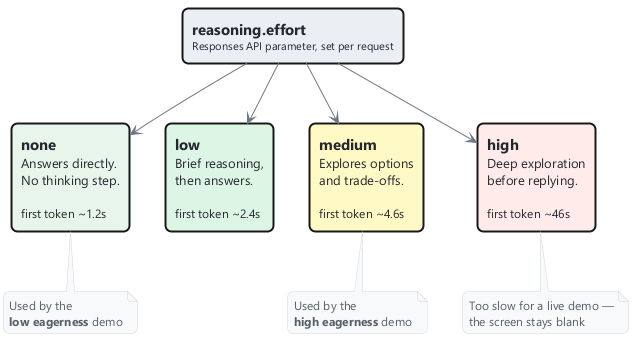 reasoning.effort
Responses API parameter, set per request
none
Answers directly.
No thinking step.
first token ~1.2s
low
Brief reasoning,
then answers.
first token ~2.4s
medium
Explores options
and trade-offs.
first token ~4.6s
high
Deep exploration
before replying.
first token ~46s
Used by the
low eagerness demo
Used by the
high eagerness demo
Too slow for a live demo —
the screen stays blank